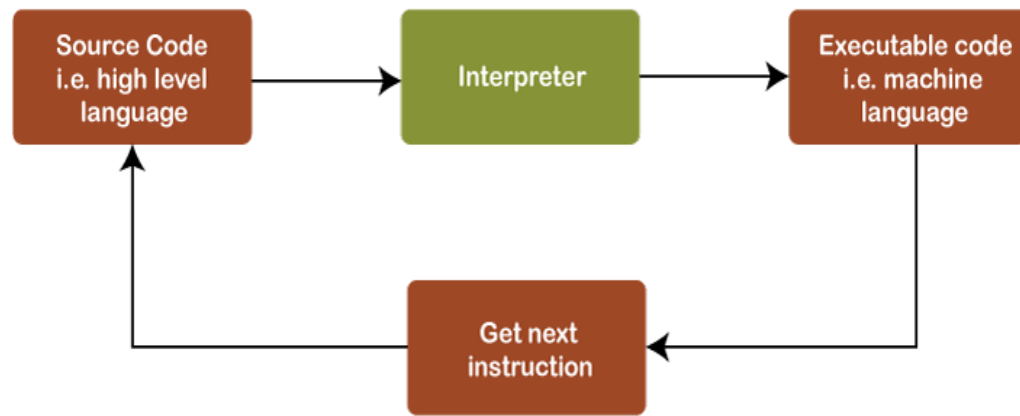 Source Code
i.e. high level
language
Interpreter
Executable code
i.e. machine
language
Get next
instruction